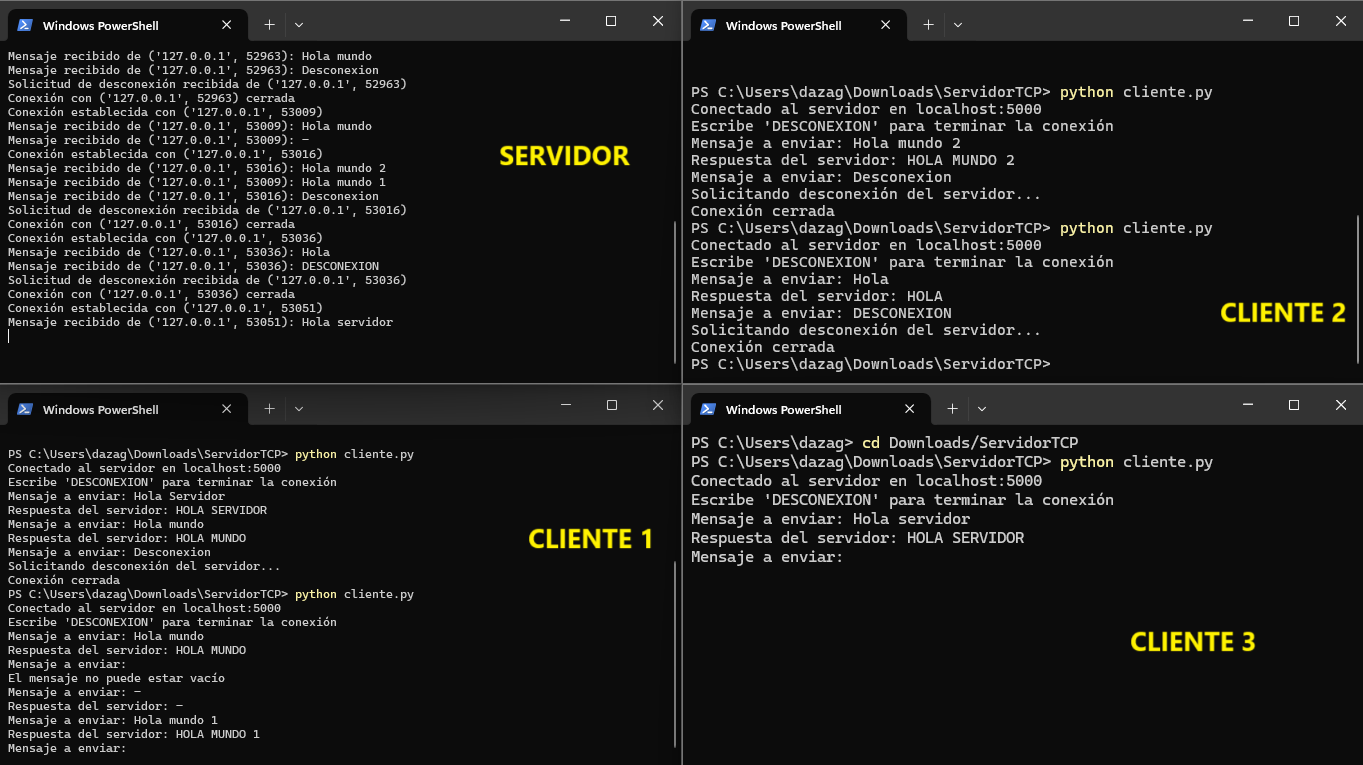 Windows PowerShell
Mensaje recibido de ('127.0.0.1', 52963): Hola mundo
Mensaje recibido de ('127.0.0.1', 52963): Desconexion
Solicitud de desconexión recibida de ('127.0.0.1', 52963)
Conexión con ('127.0.0.1', 52963) cerrada
Conexión establecida con ('127.0.0.1', 53009)
Mensaje recibido de ('127.0.0.1', 53009): Hola mundo
Mensaje recibido de ('127.0.0.1', 53009): -
Conexión establecida con ('127.0.0.1', 53016)
Mensaje recibido de ('127.0.0.1', 53016): Hola mundo 2
Mensaje recibido de ('127.0.0.1', 53009): Hola mundo 1
Mensaje recibido de ('127.0.0.1', 53016): Desconexion
Solicitud de desconexión recibida de ('127.0.0.1', 53016)
Conexión con ('127.0.0.1', 53016) cerrada
Conexión establecida con ('127.0.0.1', 53036)
Mensaje recibido de ('127.0.0.1', 53036): Hola
Mensaje recibido de ('127.0.0.1', 53036): DESCONEXION
Solicitud de desconexión recibida de ('127.0.0.1', 53036)
Conexión con ('127.0.0.1', 53036) cerrada
Conexión establecida con ('127.0.0.1', 53051)
Mensaje recibido de ('127.0.0.1', 53051): Hola servidor
SERVIDOR
Windows PowerShell
PS C:\Users\dazag\Downloads\ServidorTCP> python cliente.py
Conectado al servidor en localhost:5000
Escribe 'DESCONEXION' para terminar la conexión
Mensaje a enviar: Hola mundo 2
Respuesta del servidor: HOLA MUNDO 2
Mensaje a enviar: Desconexion
Solicitando desconexión del servidor...
Conexión cerrada
PS C:\Users\dazag\Downloads\ServidorTCP> python cliente.py
Conectado al servidor en localhost:5000
Escribe 'DESCONEXION' para terminar la conexión
Mensaje a enviar: Hola
Respuesta del servidor: HOLA
Mensaje a enviar: DESCONEXION
Solicitando desconexión del servidor...
Conexión cerrada
PS C:\Users\dazag\Downloads\ServidorTCP>
CLIENTE 2
Windows PowerShell
PS C:\Users\dazag\Downloads\ServidorTCP> python cliente.py
Conectado al servidor en localhost:5000
Escribe 'DESCONEXION' para terminar la conexión
Mensaje a enviar: Hola Servidor
Respuesta del servidor: HOLA SERVIDOR
Mensaje a enviar: Hola mundo
Respuesta del servidor: HOLA MUNDO
Mensaje a enviar: Desconexion
Solicitando desconexión del servidor...
Conexión cerrada
PS C:\Users\dazag\Downloads\ServidorTCP> python cliente.py
Conectado al servidor en localhost:5000
Escribe 'DESCONEXION' para terminar la conexión
Mensaje a enviar: Hola mundo
Respuesta del servidor: HOLA MUNDO
Mensaje a enviar:
El mensaje no puede estar vacío
Mensaje a enviar: -
Respuesta del servidor: -
Mensaje a enviar: Hola mundo 1
Respuesta del servidor: HOLA MUNDO 1
Mensaje a enviar:
CLIENTE 1
Windows PowerShell
PS C:\Users\dazag> cd Downloads/ServidorTCP
PS C:\Users\dazag\Downloads\ServidorTCP> python cliente.py
Conectado al servidor en localhost:5000
Escribe 'DESCONEXION' para terminar la conexión
Mensaje a enviar: Hola servidor
Respuesta del servidor: HOLA SERVIDOR
Mensaje a enviar:
CLIENTE 3